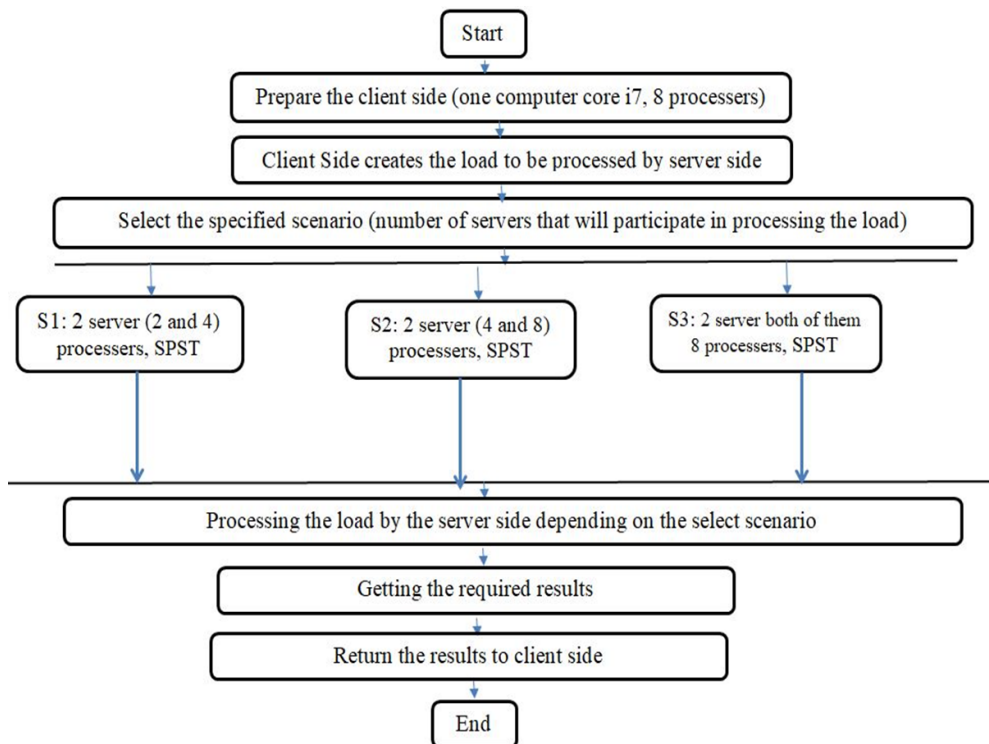 Start
Prepare the client side (one computer core i7, 8 processers)
Client Side creates the load to be processed by server side
Select the specified scenario (number of servers that will participate in processing the load)
S1: 2 server (2 and 4)
processers, SPST
S2: 2 server (4 and 8)
processers, SPST
S3: 2 server both of them
8 processers, SPST
Processing the load by the server side depending on the select scenario
Getting the required results
Return the results to client side
End